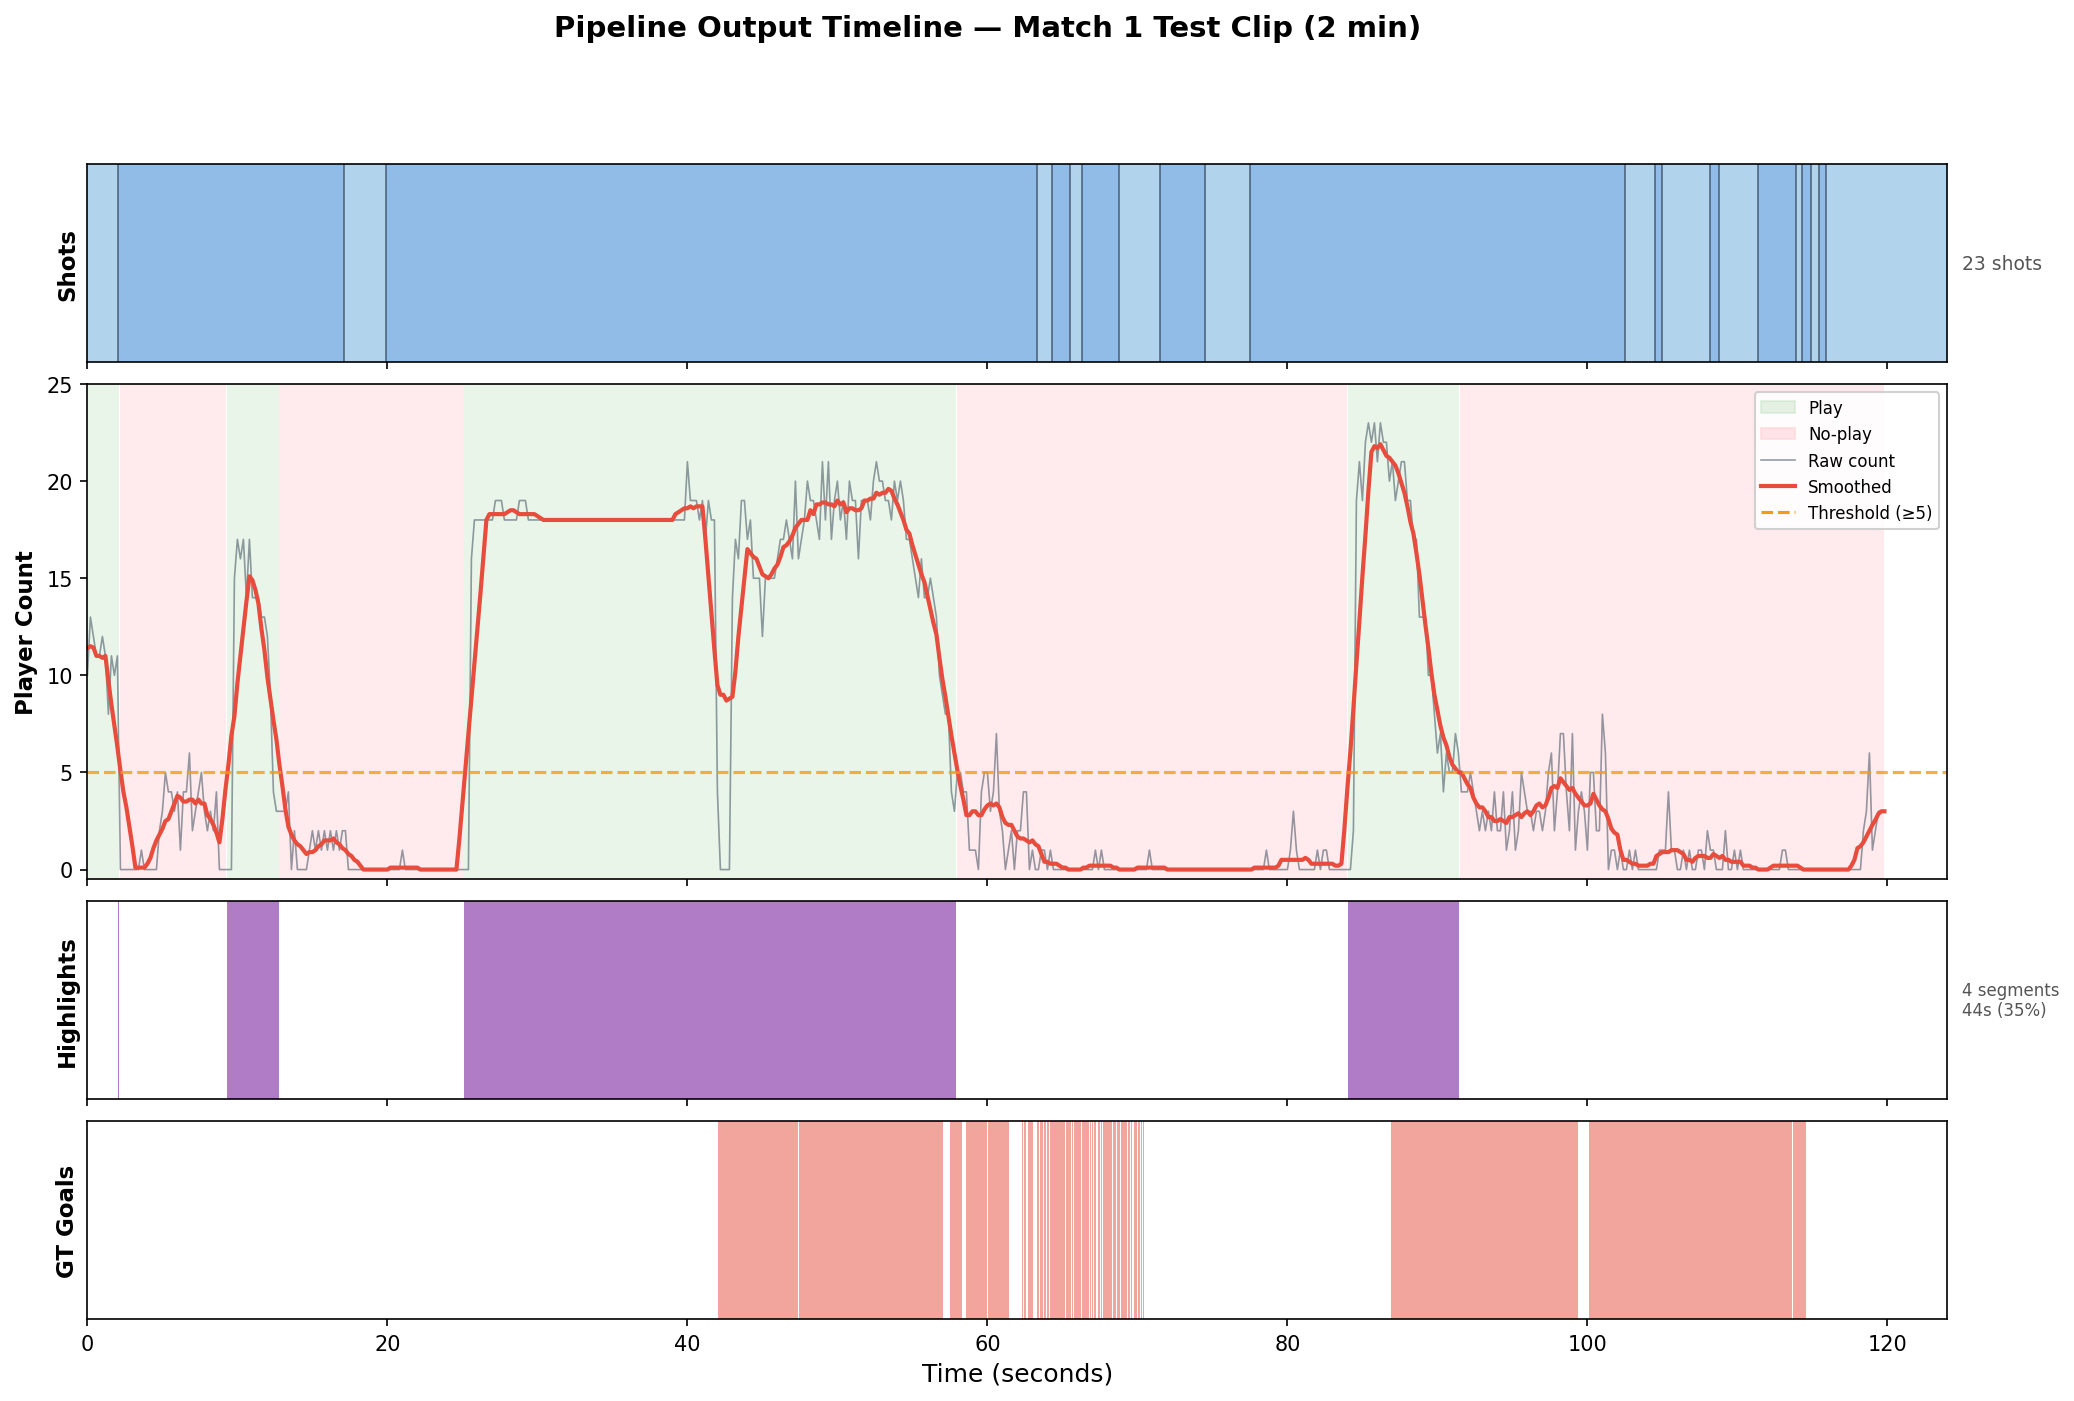 Pipeline Output Timeline — Match 1 Test Clip (2 min)
Shots
23 shots
25
20
15
10
5
0
Player Count
Play
No-play
Raw count
Smoothed
Threshold (≥5)
Highlights
4 segments
44s (35%)
GT Goals
0 20 40 60 80 100 120
Time (seconds)